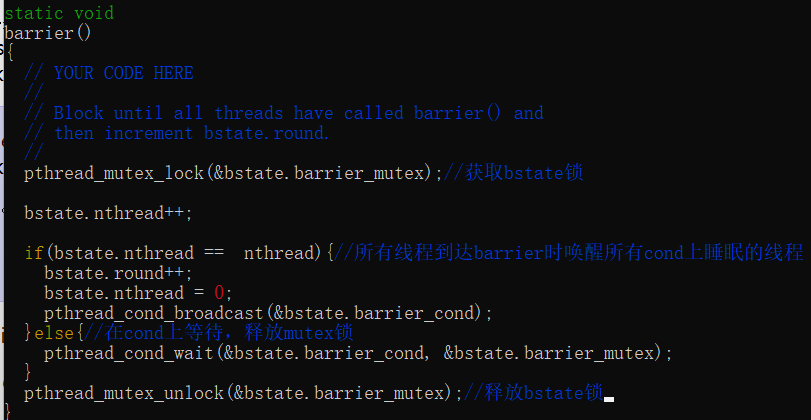 static void
barrier()
{
  // YOUR CODE HERE
  //
  // Block until all threads have called barrier() and
  // then increment bstate.round.
  //
  pthread_mutex_lock(&bstate.barrier_mutex);//获取bstate锁

  bstate.nthread++;

  if(bstate.nthread ==  nthread){//所有线程到达barrier时唤醒所有cond上睡眠的线程
    bstate.round++;
    bstate.nthread = 0;
    pthread_cond_broadcast(&bstate.barrier_cond);
  }else{//在cond上等待，释放mutex锁
    pthread_cond_wait(&bstate.barrier_cond, &bstate.barrier_mutex);
  }
  pthread_mutex_unlock(&bstate.barrier_mutex);//释放bstate锁
}